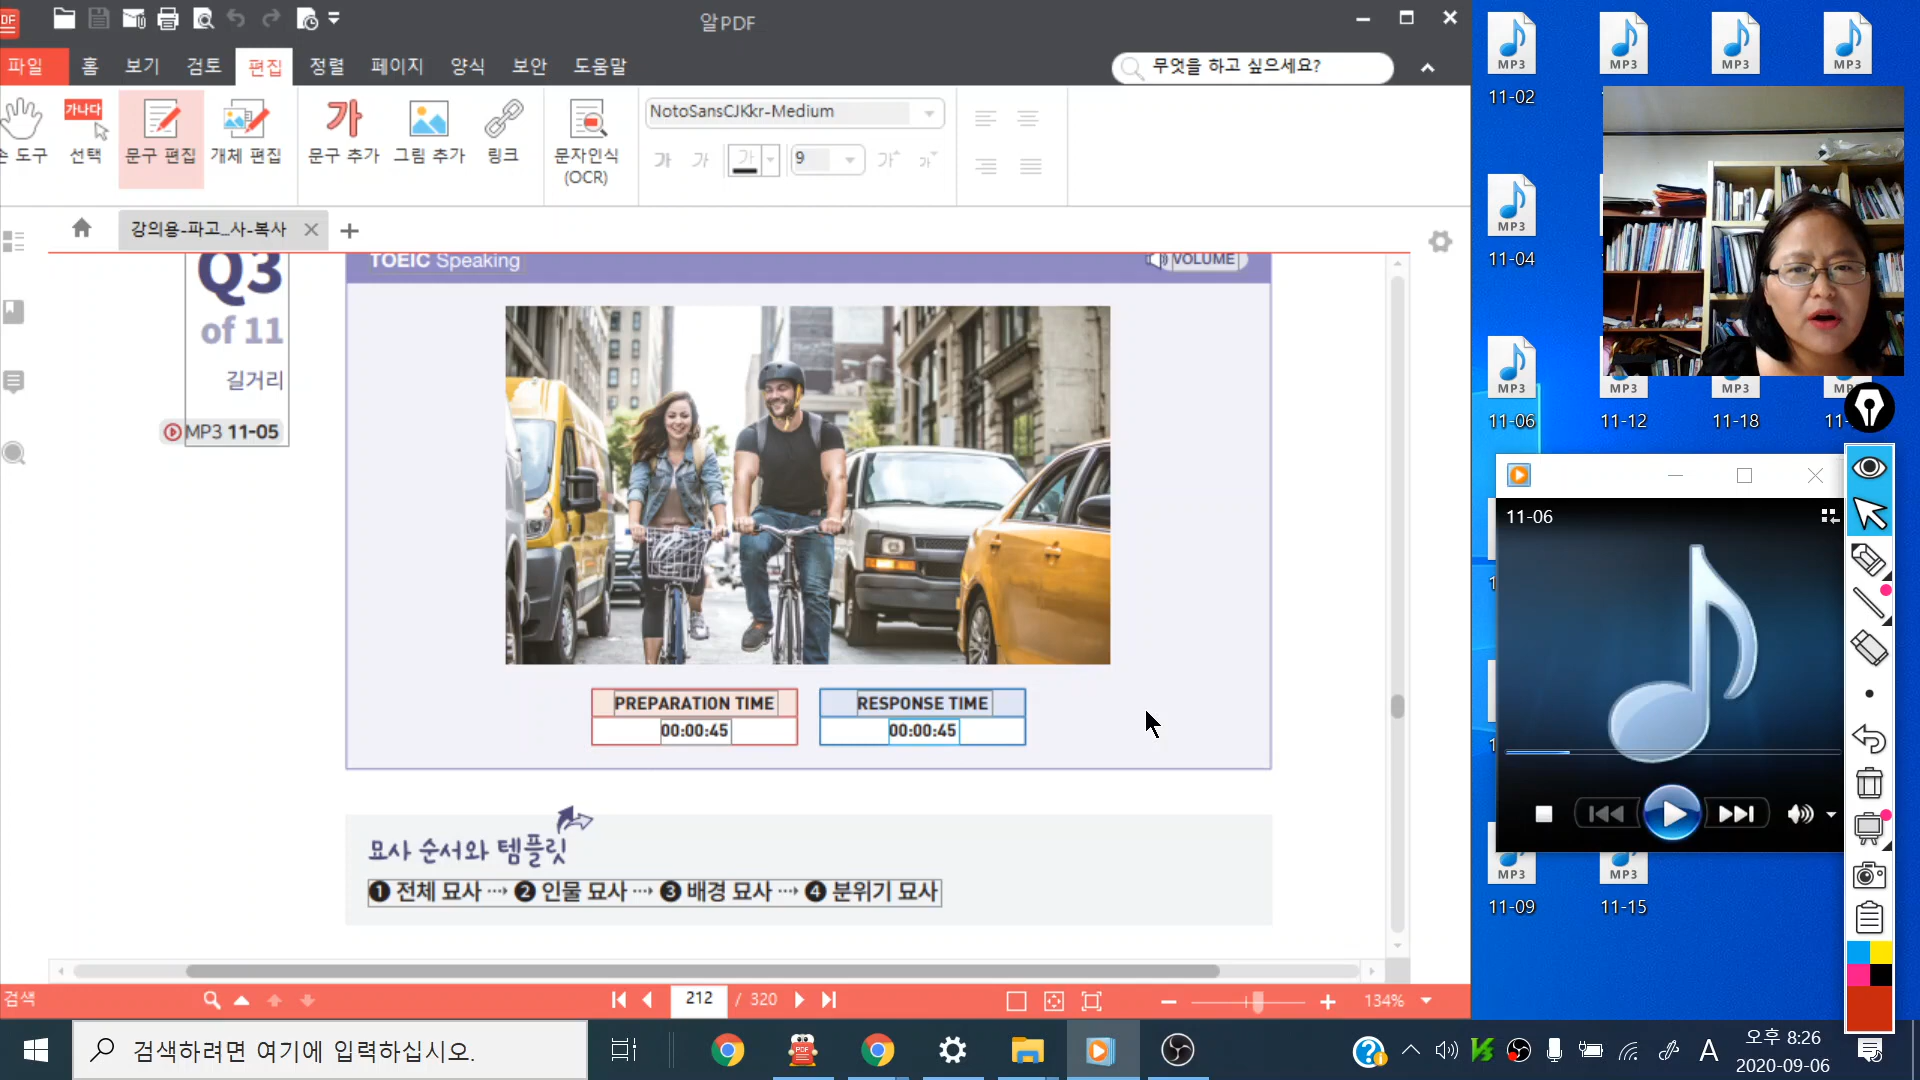 알PDF
파일 홈 보기 검토 편집 정렬 페이지 양식 보안 도움말
무엇을 하고 싶으세요?
가나다
손 도구 선택 문구 편집 개체 편집 문구 추가 그림 추가 링크 문자인식
(OCR)
NotoSansCJKkr-Medium
9
강의용-파고_사-복사
TOEIC Speaking
VOLUME
Q3
of 11
길거리
MP3 11-05
PREPARATION TIME
00:00:45
RESPONSE TIME
00:00:45
묘사 순서와 템플릿
❶ 전체 묘사 ❷ 인물 묘사 ❸ 배경 묘사 ❹ 분위기 묘사
검색
212 / 320
134%
검색하려면 여기에 입력하십시오.
MP3 MP3 MP3 MP3
11-02
MP3
11-04
MP3 MP3 MP3 MP3
11-06 11-12 11-18
11-06
MP3 MP3
11-09 11-15
A
오후 8:26
2020-09-06